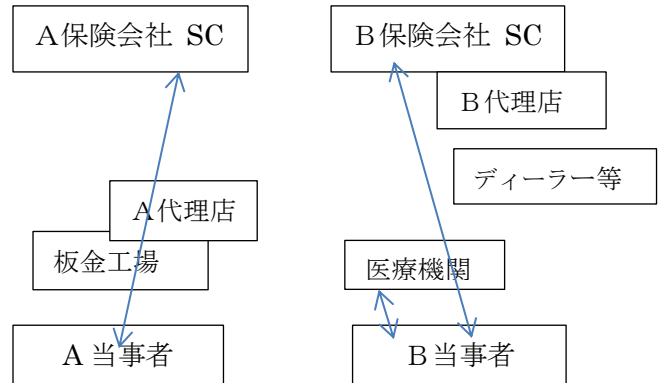 A保険会社 SC
B保険会社 SC
B代理店
ディーラー等
A代理店
板金工場
医療機関
A 当事者
B 当事者